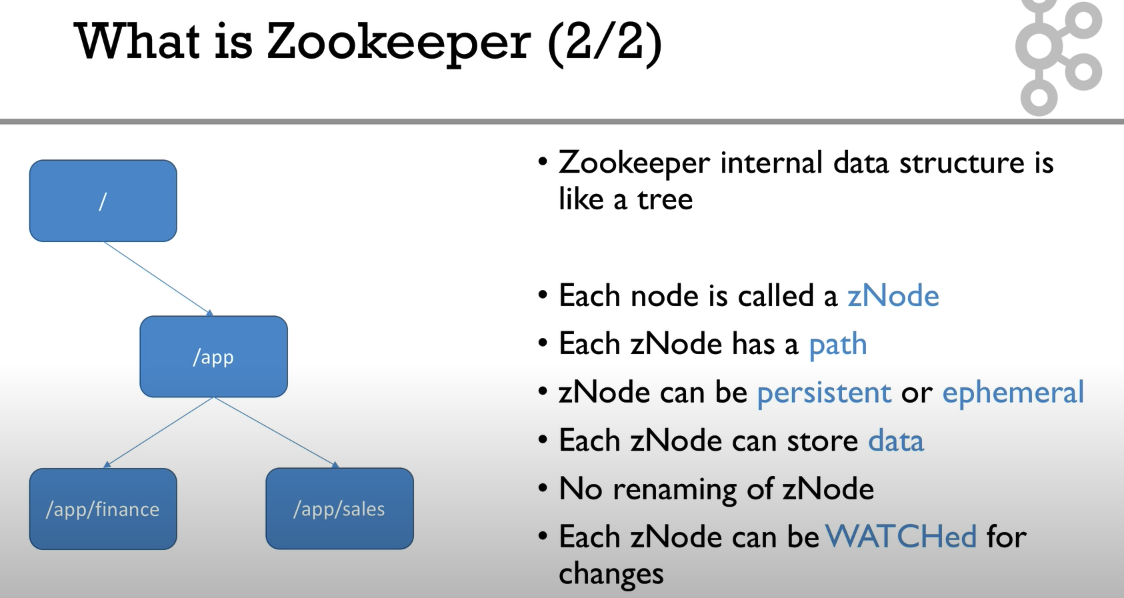 What is Zookeeper (2/2)
/
/app
/app/finance
/app/sales
• Zookeeper internal data structure is
like a tree
• Each node is called a zNode
• Each zNode has a path
• zNode can be persistent or ephemeral
• Each zNode can store data
• No renaming of zNode
• Each zNode can be WATCHed for
changes